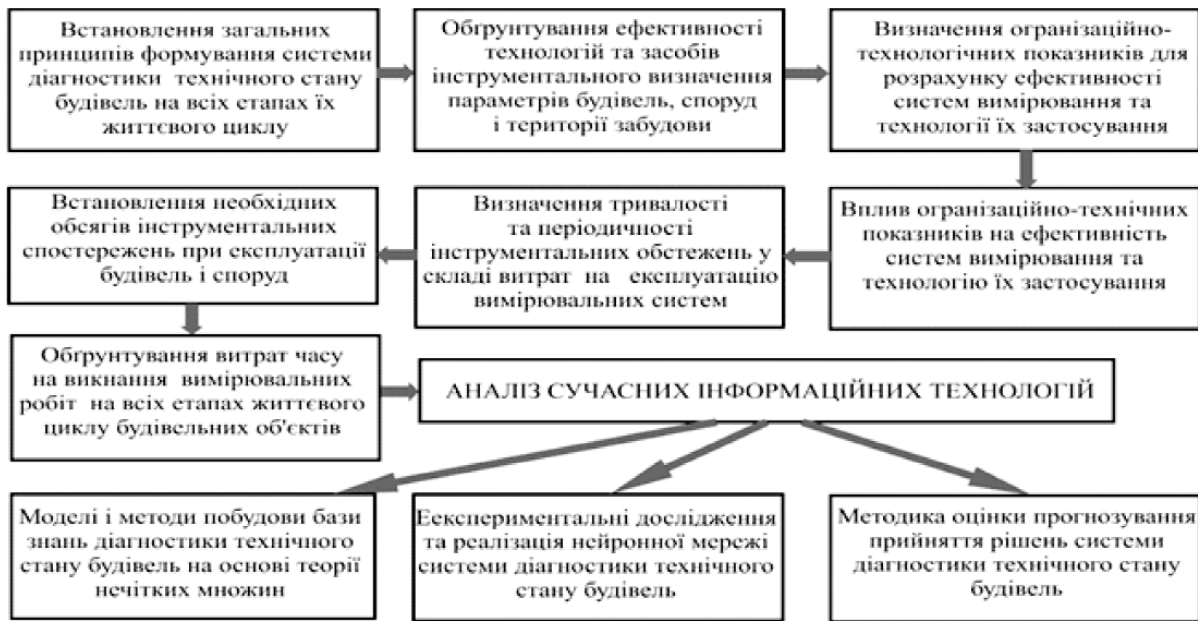 Встановлення загальних
принципів формування системи
діагностики технічного стану
будівель на всіх етапах їх
життєвого циклу
Обґрунтування ефективності
технологій та засобів
інструментального визначення
параметрів будівель, споруд
і території забудови
Визначення огранізаційно-
технологічних показників для
розрахунку ефективності
систем вимірювання та
технології їх застосування
Вплив огранізаційно-технічних
показників на ефективність
систем вимірювання та
технологію їх застосування
Визначення тривалості
та періодичності
інструментальних обстежень у
складі витрат на експлуатацію
вимірювальних систем
Встановлення необхідних
обсягів інструментальних
спостережень при експлуатації
будівель і споруд
Обґрунтування витрат часу
на викнання вимірювальних
робіт на всіх етапах життєвого
циклу будівельних об'єктів
АНАЛІЗ СУЧАСНИХ ІНФОРМАЦІЙНИХ ТЕХНОЛОГІЙ
Моделі і методи побудови бази
знань діагностики технічного
стану будівель на основі теорії
нечітких множин
Еекспериментальні дослідження
та реалізація нейронної мережі
системи діагностики технічного
стану будівель
Методика оцінки прогнозування
прийняття рішень системи
діагностики технічного стану
будівель